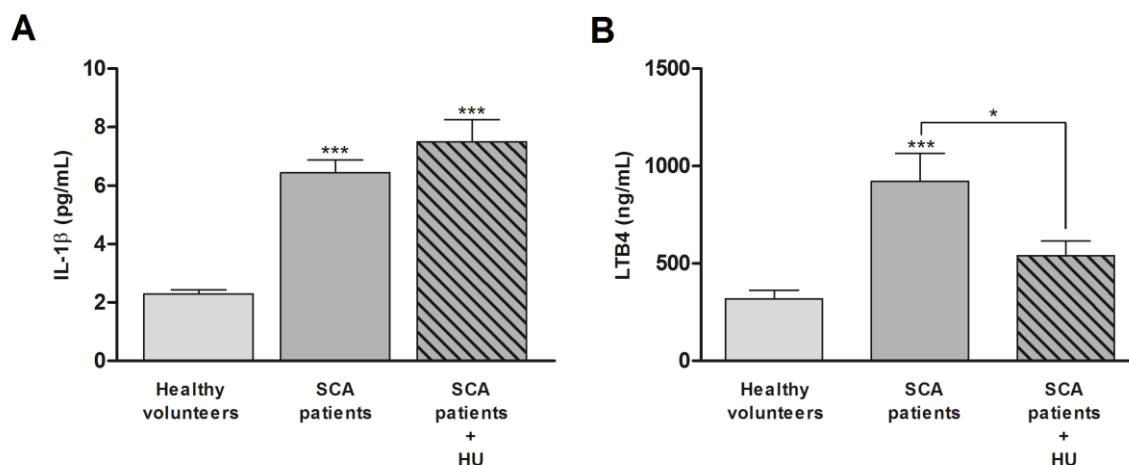 A
IL-1β (pg/mL)
10
8
6
4
2
0
***
***
Healthy
volunteers
SCA
patients
SCA
patients
+
HU
B
LTB4 (ng/mL)
1500
1000
500
0
***
*
Healthy
volunteers
SCA
patients
SCA
patients
+
HU